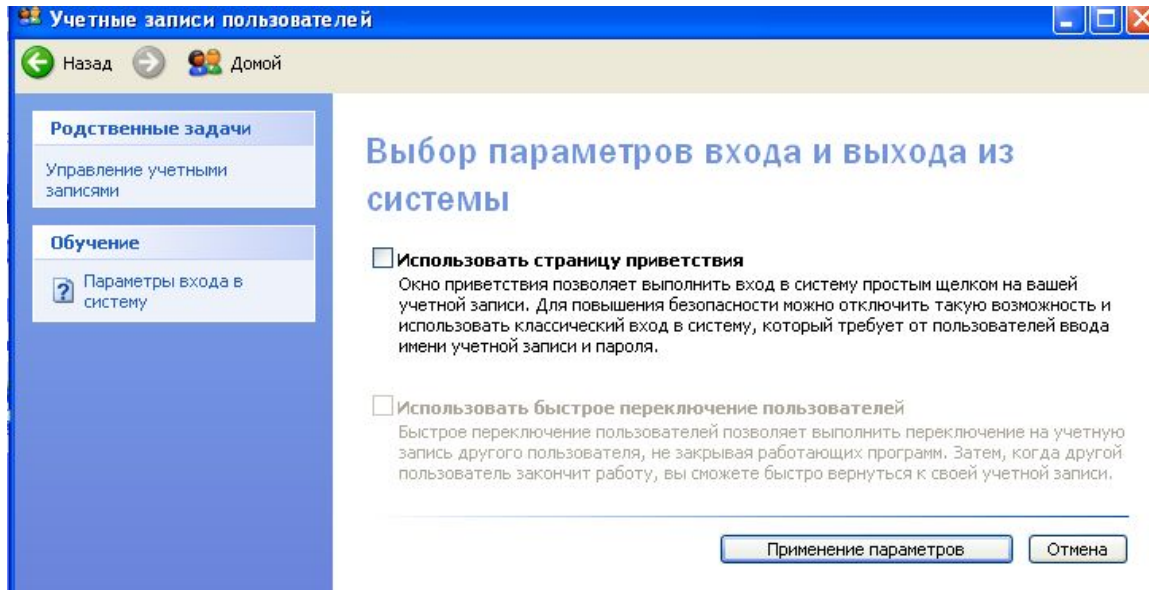 Учетные записи пользователей
Назад
Домой
Родственные задачи
Управление учетными
записями
Обучение
Параметры входа в
систему
Выбор параметров входа и выхода из
системы
Использовать страницу приветствия
Окно приветствия позволяет выполнить вход в систему простым щелком на вашей
учетной записи. Для повышения безопасности можно отключить такую возможность и
использовать классический вход в систему, который требует от пользователей ввода
имени учетной записи и пароля.
Использовать быстрое переключение пользователей
Быстрое переключение пользователей позволяет выполнить переключение на учетную
запись другого пользователя, не закрывая работающих программ. Затем, когда другой
пользователь закончит работу, вы сможете быстро вернуться к своей учетной записи.
Применение параметров
Отмена